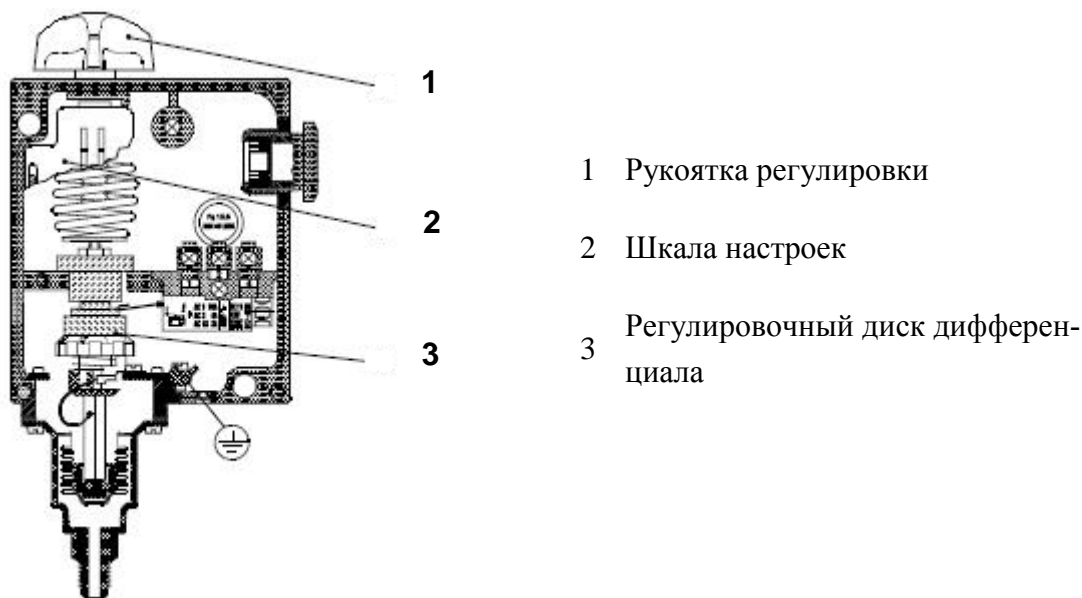 1
2
3
1 Рукоятка регулировки
2 Шкала настроек
3 Регулировочный диск дифферен-
циала